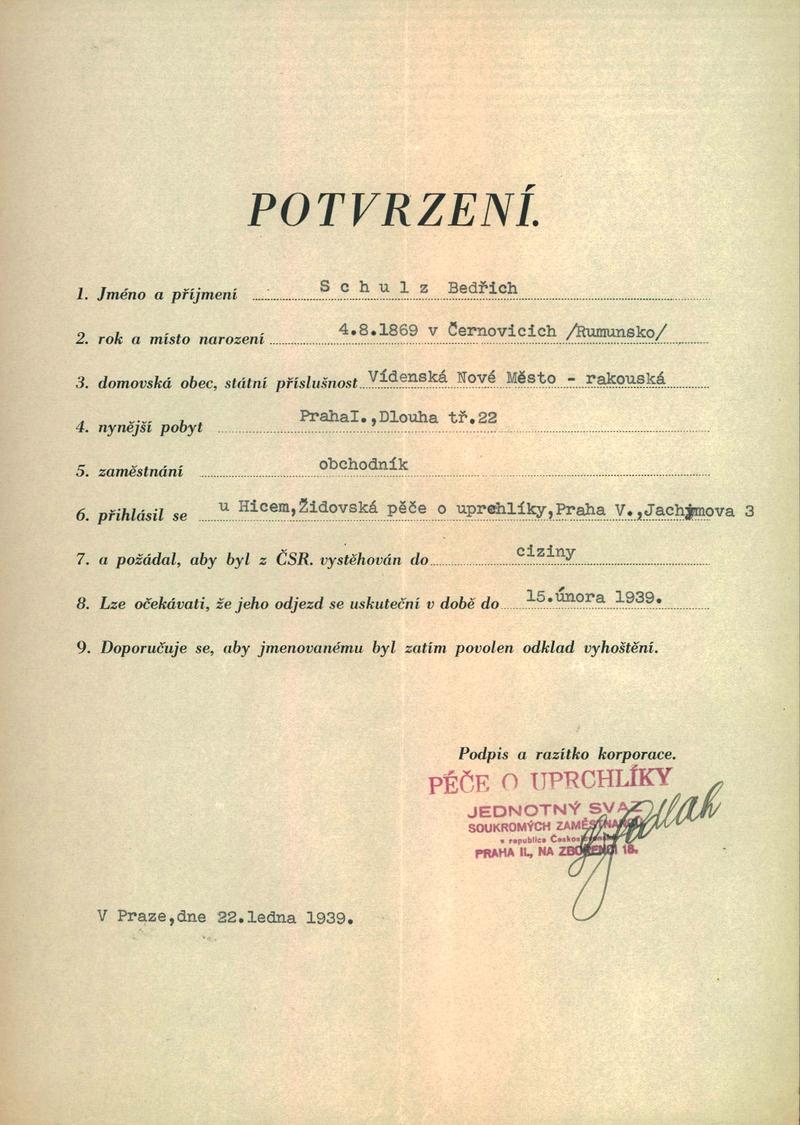 POTVRZENÍ.
1. Jméno a příjmení S c h u l z Bedřich
2. rok a místo narození 4.8.1869 v Černovicich /Rumunsko/
3. domovská obec, státní příslušnost Vídenská Nové Město - rakouská
4. nynější pobyt PrahaI.,Dlouha tř.22
5. zaměstnání obchodník
6. přihlásil se u Hicem,Židovská péče o uprchlíky,Praha V.,Jachymova 3
7. a požádal, aby byl z ČSR. vystěhován do ciziny
8. Lze očekávati, že jeho odjezd se uskuteční v době do 15.února 1939.
9. Doporučuje se, aby jmenovanému byl zatím povolen odklad vyhoštění.
Podpis a razítko korporace.
PÉČE O UPRCHLÍKY
JEDNOTNÝ SVAZ
SOUKROMÝCH
v republice
PRAHA II., NA ZBOŘENCI 18.
V Praze,dne 22.ledna 1939.